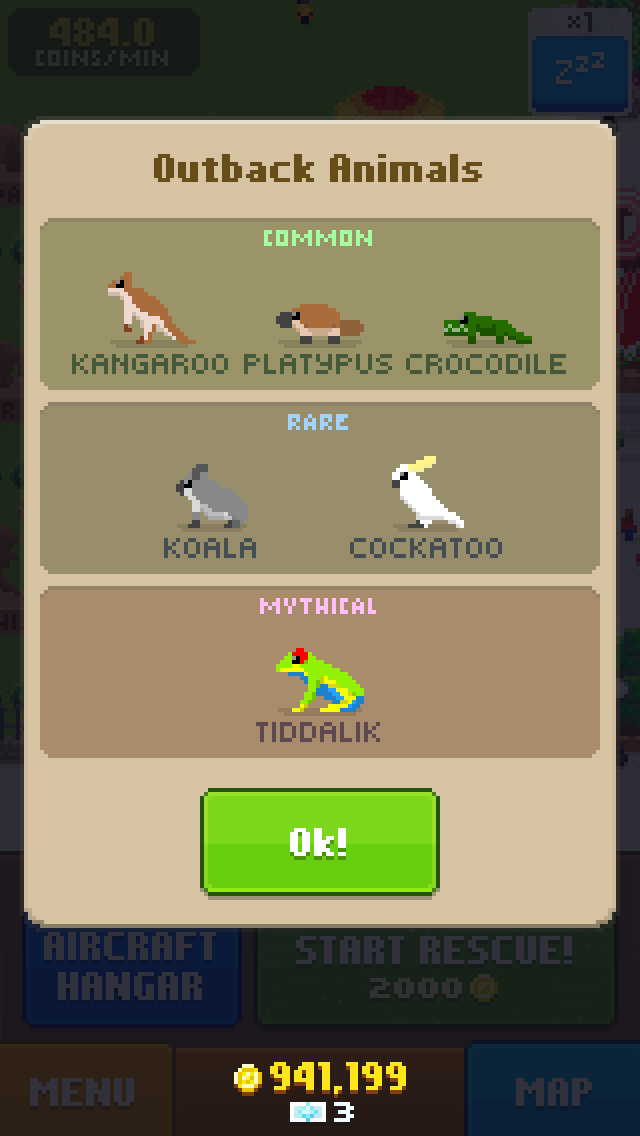 484.0
COINS/MIN
x1
Zzzz
Outback Animals
COMMON
KANGAROO PLATYPUS CROCODILE
RARE
KOALA COCKATOO
MYTHICAL
TIDDALIK
Ok!
AIRCRAFT
HANGAR
START RESCUE!
2000
MENU
941,199
3
MAP